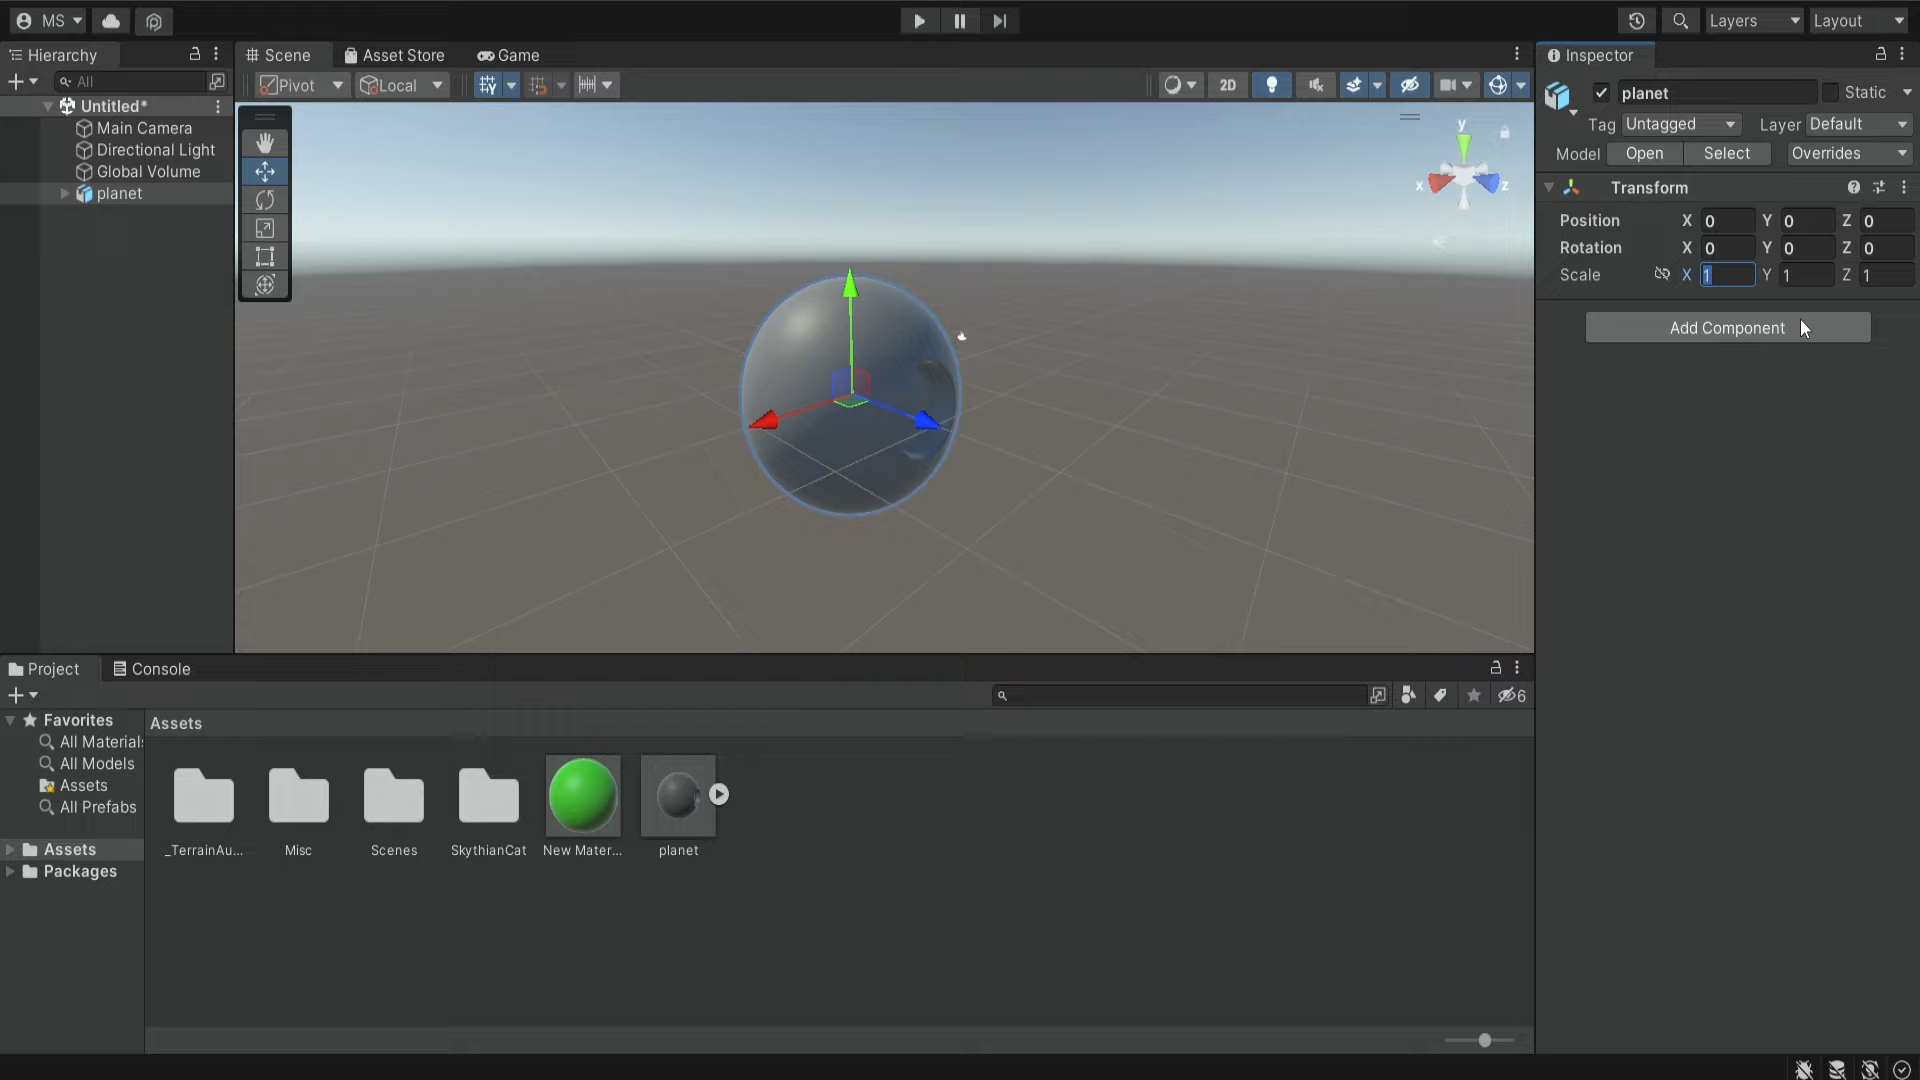 MS
Layers
Layout
Hierarchy
Scene
Asset Store
Game
Inspector
All
Pivot
Local
2D
planet
Static
Untitled*
Main Camera
Directional Light
Global Volume
planet
y
x
z
Tag Untagged
Layer Default
Model Open Select Overrides
Transform
Position X 0 Y 0 Z 0
Rotation X 0 Y 0 Z 0
Scale X 1 Y 1 Z 1
Add Component
Project
Console
6
Favorites
All Materials
All Models
Assets
All Prefabs
Assets
Packages
Assets
_TerrainAu...
Misc
Scenes
SkythianCat
New Mater...
planet